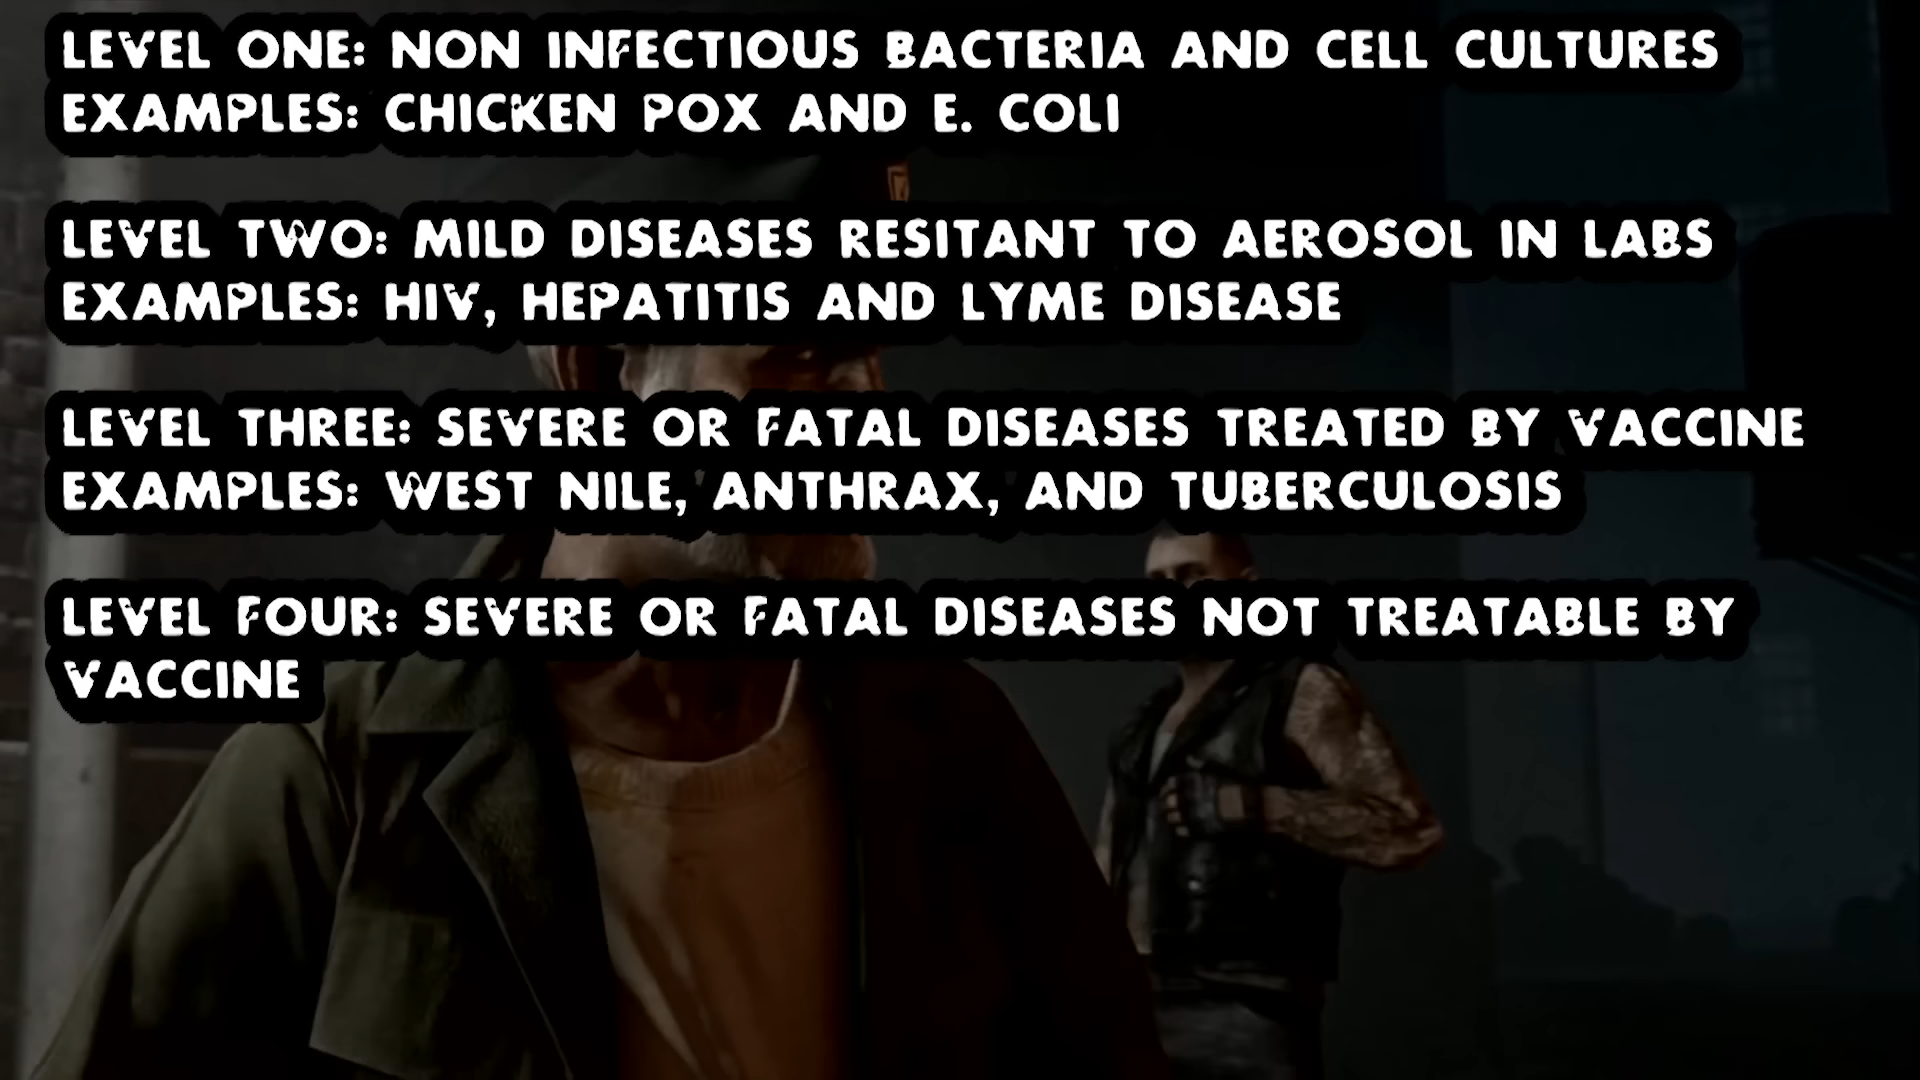 LEVEL ONE: NON INFECTIOUS BACTERIA AND CELL CULTURES
EXAMPLES: CHICKEN POX AND E. COLI
LEVEL TWO: MILD DISEASES RESITANT TO AEROSOL IN LABS
EXAMPLES: HIV, HEPATITIS AND LYME DISEASE
LEVEL THREE: SEVERE OR FATAL DISEASES TREATED BY VACCINE
EXAMPLES: WEST NILE, ANTHRAX, AND TUBERCULOSIS
LEVEL FOUR: SEVERE OR FATAL DISEASES NOT TREATABLE BY
VACCINE